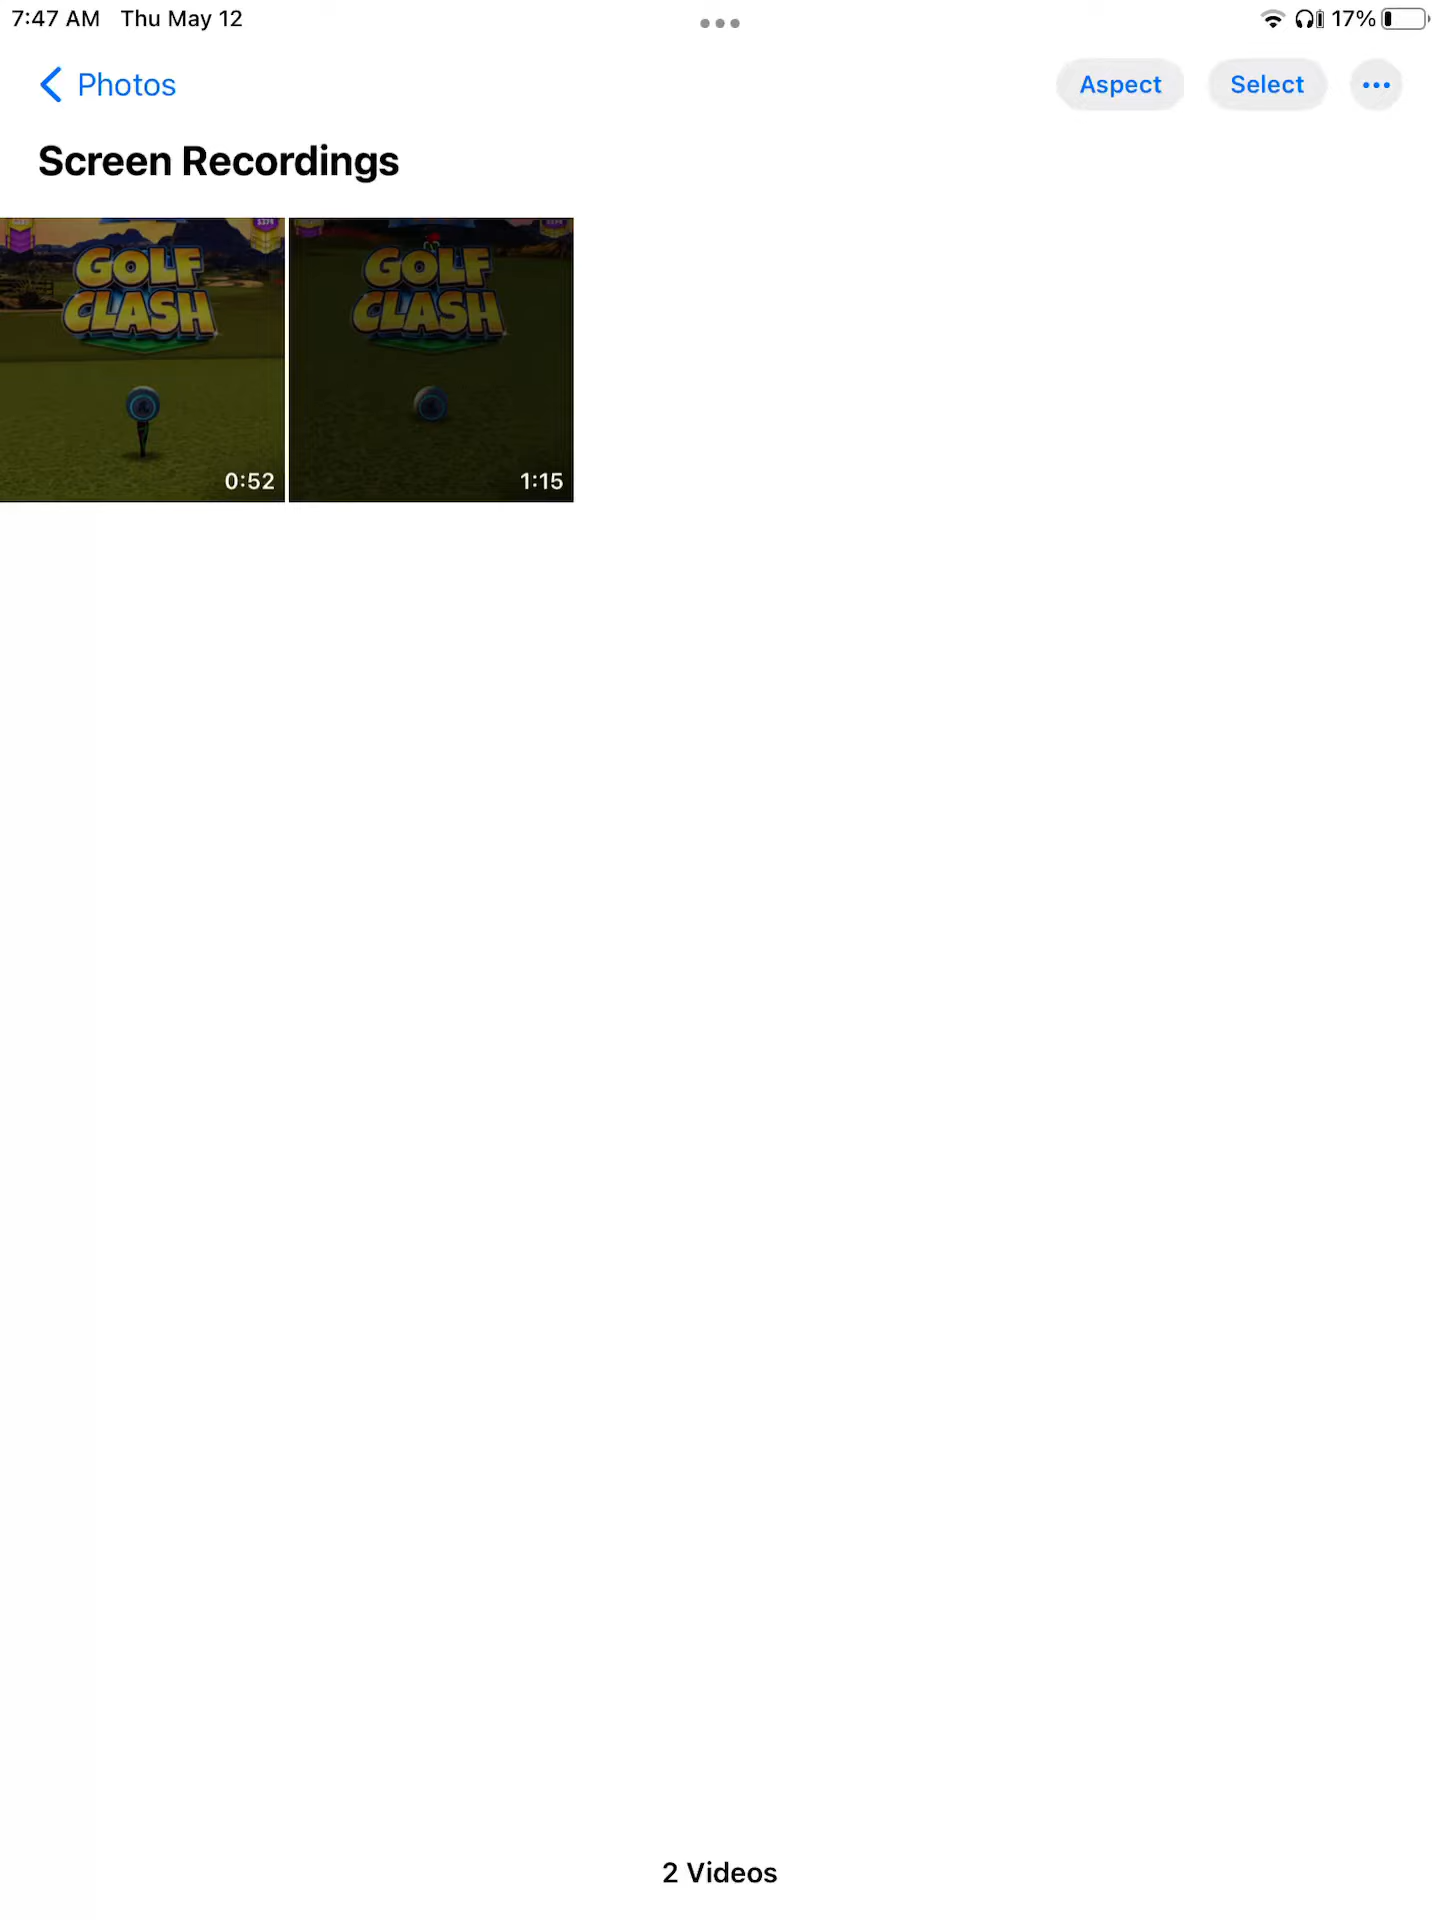 7:47 AM Thu May 12
17%
Photos
Aspect
Select
Screen Recordings
GOLF
CLASH
0:52
GOLF
CLASH
1:15
2 Videos